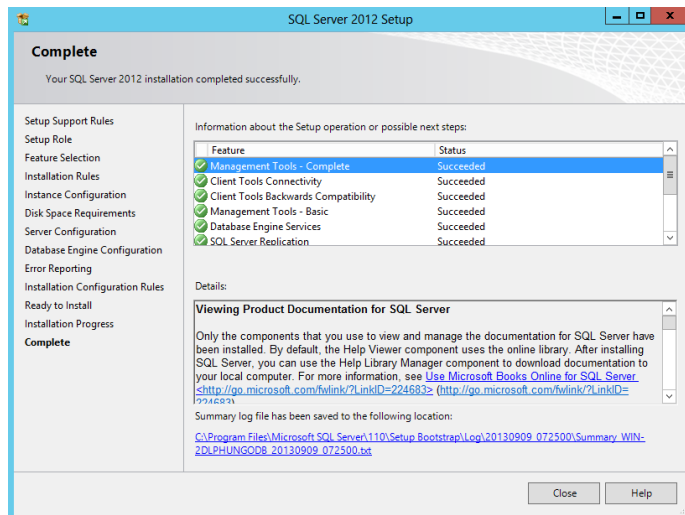 SQL Server 2012 Setup
Complete
Your SQL Server 2012 installation completed successfully.
Setup Support Rules
Setup Role
Feature Selection
Installation Rules
Instance Configuration
Disk Space Requirements
Server Configuration
Database Engine Configuration
Error Reporting
Installation Configuration Rules
Ready to Install
Installation Progress
Complete
Information about the Setup operation or possible next steps:
Feature Status
Management Tools - Complete Succeeded
Client Tools Connectivity Succeeded
Client Tools Backwards Compatibility Succeeded
Management Tools - Basic Succeeded
Database Engine Services Succeeded
SQL Server Replication Succeeded
Details:
Viewing Product Documentation for SQL Server
Only the components that you use to view and manage the documentation for SQL Server have
been installed. By default, the Help Viewer component uses the online library. After installing
SQL Server, you can use the Help Library Manager component to download documentation to
your local computer. For more information, see Use Microsoft Books Online for SQL Server
<http://go.microsoft.com/fwlink/?LinkID=224683> (http://go.microsoft.com/fwlink/?LinkID=
224683)
Summary log file has been saved to the following location:
C:\Program Files\Microsoft SQL Server\110\Setup Bootstrap\Log\20130909_072500\Summary_WIN-
2DLPHUNGODB_20130909_072500.txt
Close Help